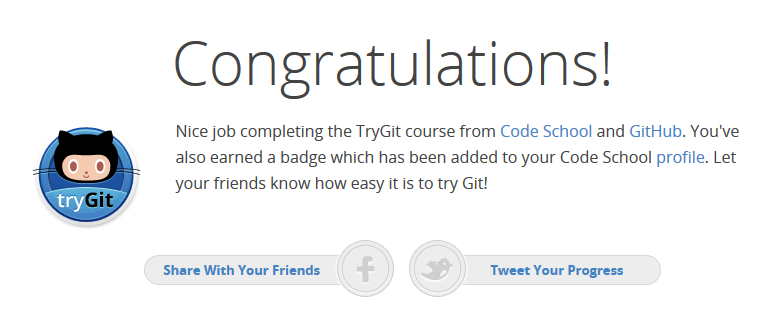 Congratulations!
Nice job completing the TryGit course from Code School and GitHub. You've
also earned a badge which has been added to your Code School profile. Let
your friends know how easy it is to try Git!
tryGit
Share With Your Friends
Tweet Your Progress